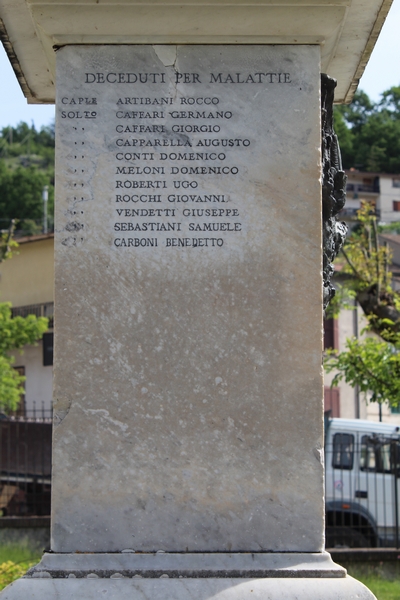 DECEDUTI PER MALATTIE
CAPLE ARTIBANI ROCCO
SOLTO CAFFARI GERMANO
" CAFFARI GIORGIO
" CAPPARELLA AUGUSTO
" CONTI DOMENICO
" MELONI DOMENICO
" ROBERTI UGO
" ROCCHI GIOVANNI
" VENDETTI GIUSEPPE
" SEBASTIANI SAMUELE
" CARBONI BENEDETTO